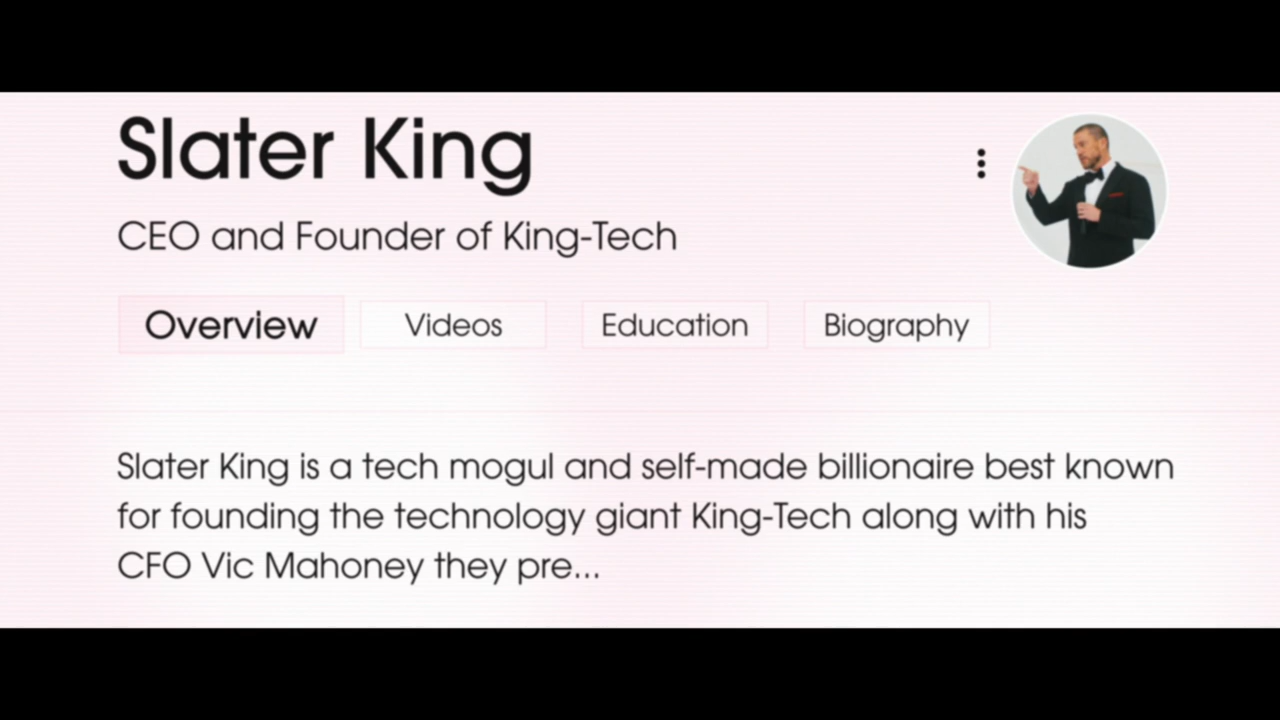 Slater King
CEO and Founder of King-Tech
Overview Videos Education Biography
Slater King is a tech mogul and self-made billionaire best known
for founding the technology giant King-Tech along with his
CFO Vic Mahoney they pre...